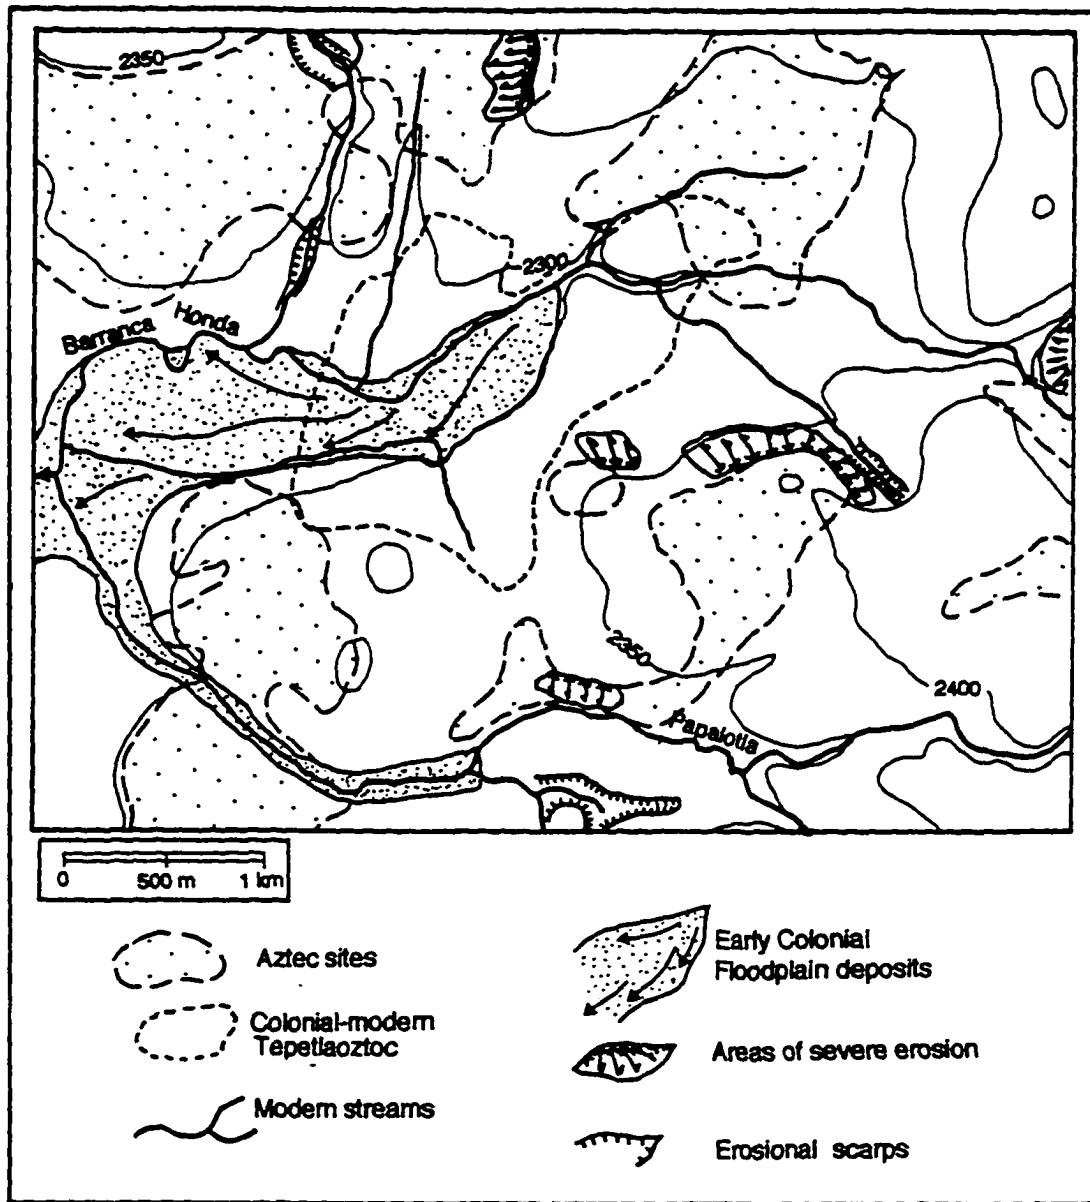 2350
2300
Barranca Honda
2350
2400
Papalotla
0 500 m 1 km
Aztec sites
Colonial-modern
Tepetlaoztoc
Modern streams
Early Colonial
Floodplain deposits
Areas of severe erosion
Erosional scarps